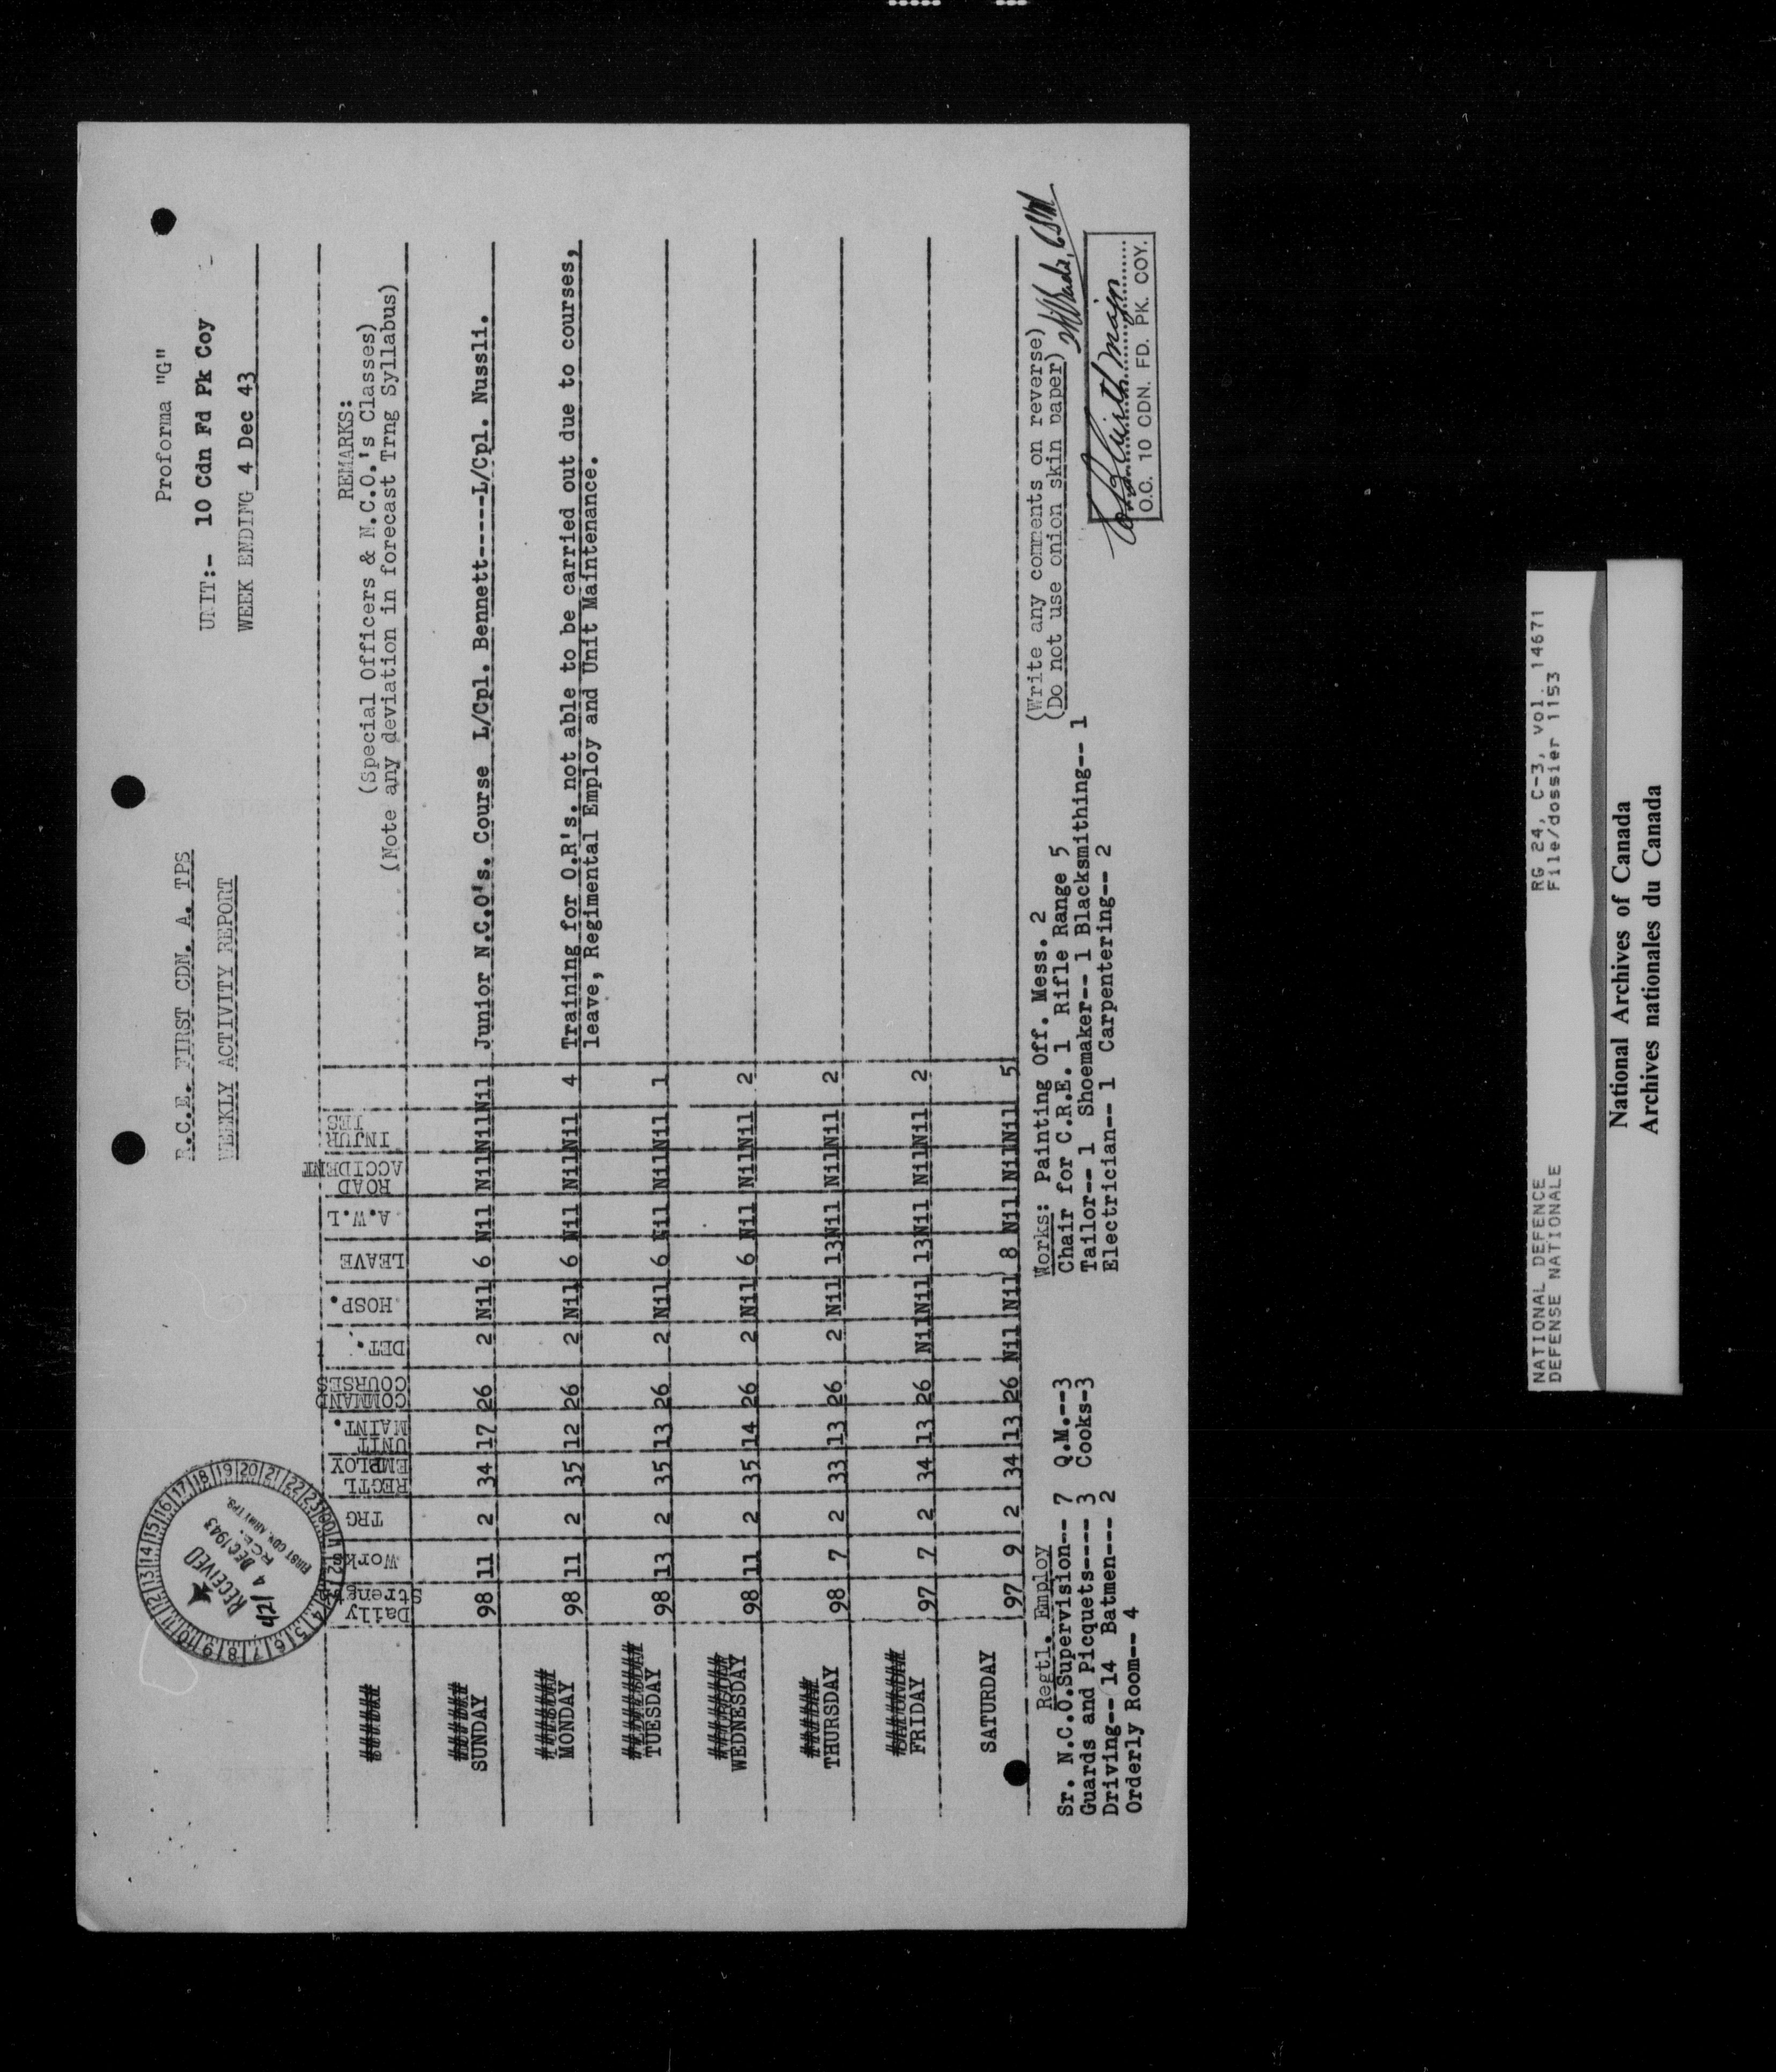 Proforma "G"
R.C.E. FIRST CDN. A. TPS
UNIT:- 10 Cdn Fd Pk Coy
WEEKLY ACTIVITY REPORT
WEEK ENDING 4 Dec 43
RECEIVED
4 DEC 1943
R.C.E.
FIRST CDN. ARMY TPS.
Daily Streng Work TRG REGTL EMPLOY UNIT MAINT. COMMAND COURSES DET. HOSP. LEAVE A.W.L ROAD ACCIDENT INJURIES
REMARKS:
(Special Officers & N.C.O.'s Classes)
(Note any deviation in forecast Trng Syllabus)
SUNDAY 98 11 2 34 17 26 2 Nil 6 Nil Nil Nil Nil Junior N.C.O's. Course L/Cpl. Bennett-----L/Cpl. Nussli.
MONDAY 98 11 2 35 12 26 2 Nil 6 Nil Nil Nil 4 Training for O.R's. not able to be carried out due to courses,
leave, Regimental Employ and Unit Maintenance.
TUESDAY 98 13 2 35 13 26 2 Nil 6 Nil Nil Nil 1
WEDNESDAY 98 11 2 35 14 26 2 Nil 6 Nil Nil Nil 2
THURSDAY 98 7 2 33 13 26 2 Nil 13 Nil Nil Nil 2
FRIDAY 97 7 2 34 13 26 Nil Nil 13 Nil Nil Nil 2
SATURDAY 97 9 2 34 13 26 Nil Nil 8 Nil Nil Nil 5
Regtl. Employ
Sr. N.C.O.Supervision-- 7 Q.M.--3
Guards and Picquets---- 3 Cooks--3
Driving--14 Batmen--- 2
Orderly Room-- 4
Works: Painting Off. Mess. 2
Chair for C.R.E. 1 Rifle Range 5
Tailor-- 1 Shoemaker-- 1 Blacksmithing-- 1
Electrician-- 1 Carpentering-- 2
(Write any comments on reverse)
(Do not use onion skin paper)
Major
O.C. 10 CDN. FD. PK. COY.
NATIONAL DEFENCE RG 24, C-3, vol. 14671
DEFENSE NATIONALE File/dossier 1153
National Archives of Canada
Archives nationales du Canada